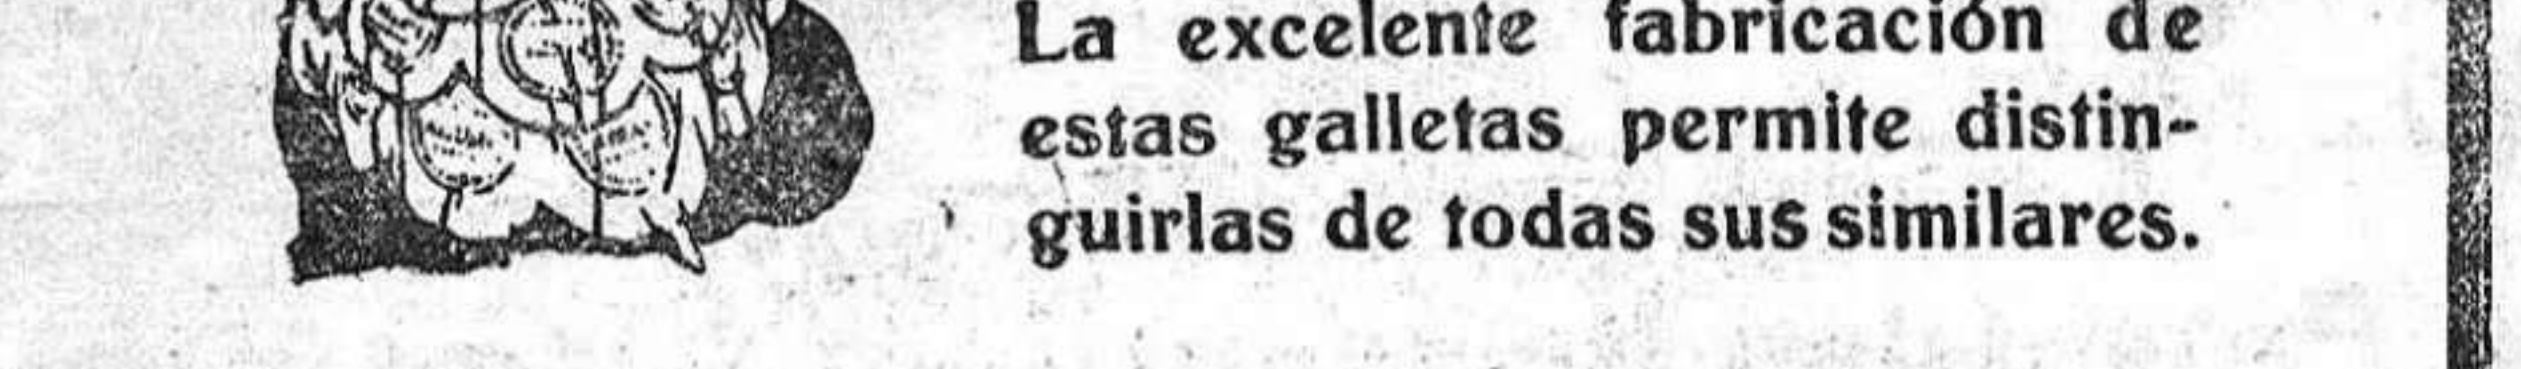 La excelente fabricación de
estas galletas permite distin-
guirlas de todas sus similares.